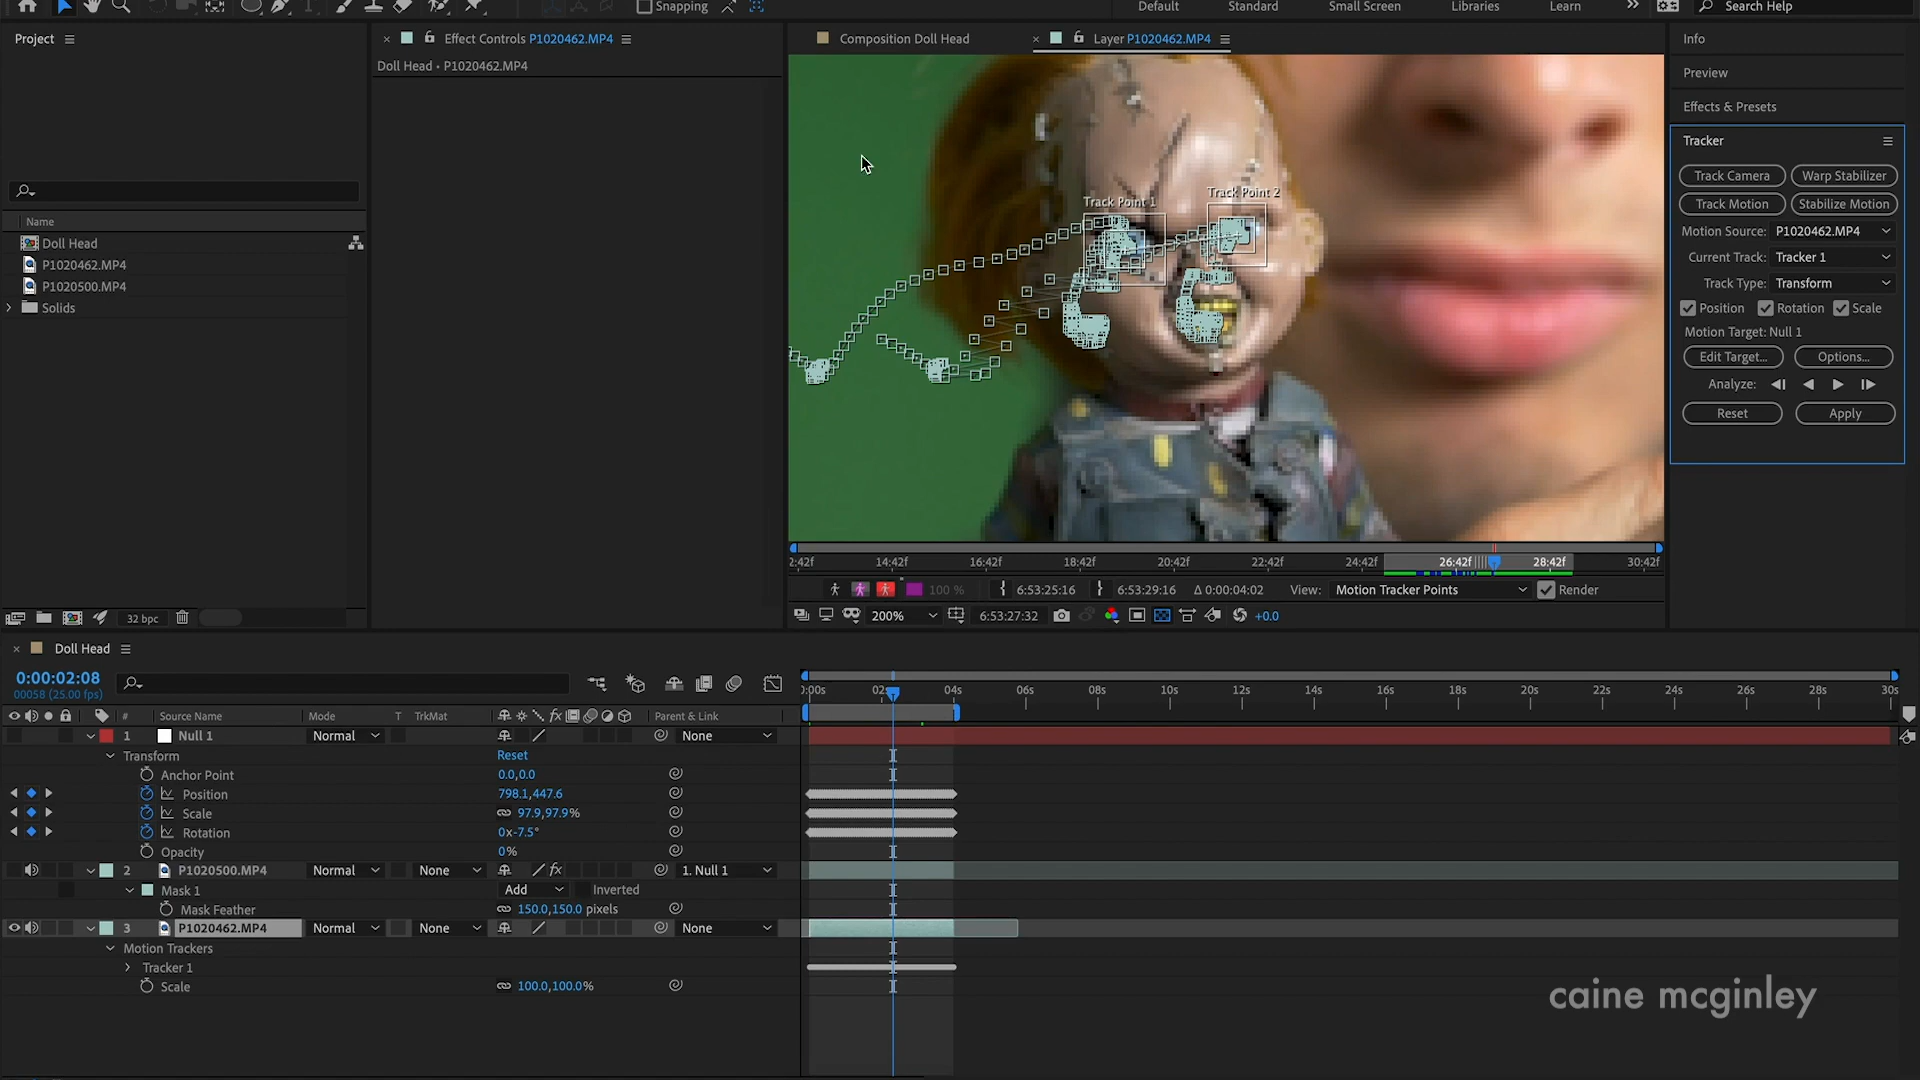 Snapping
Default
Standard
Small Screen
Libraries
Learn
Search Help
Project
Effect Controls P1020462.MP4
Composition Doll Head
Layer P1020462.MP4
Info
Doll Head • P1020462.MP4
Preview
Effects & Presets
Tracker
Track Camera
Warp Stabilizer
Track Motion
Stabilize Motion
Motion Source: P1020462.MP4
Current Track: Tracker 1
Track Type: Transform
Position
Rotation
Scale
Motion Target: Null 1
Edit Target...
Options...
Analyze:
Reset
Apply
Track Point 1
Track Point 2
Name
Doll Head
P1020462.MP4
P1020500.MP4
Solids
32 bpc
2:42f 14:42f 16:42f 18:42f 20:42f 22:42f 24:42f 26:42f 28:42f 30:42f
100 %
6:53:25:16
6:53:29:16
Δ 0:00:04:02
View: Motion Tracker Points
Render
200%
6:53:27:32
+0.0
Doll Head
0:00:02:08
00058 (25.00 fps)
):00s 02s 04s 06s 08s 10s 12s 14s 16s 18s 20s 22s 24s 26s 28s 30s
# Source Name Mode T TrkMat fx Parent & Link
1 Null 1 Normal None
Transform Reset
Anchor Point 0.0,0.0
Position 798.1,447.6
Scale 97.9,97.9%
Rotation 0x-7.5°
Opacity 0%
2 P1020500.MP4 Normal None fx 1. Null 1
Mask 1 Add Inverted
Mask Feather 150.0,150.0 pixels
3 P1020462.MP4 Normal None None
Motion Trackers
Tracker 1
Scale 100.0,100.0%
caine mcginley